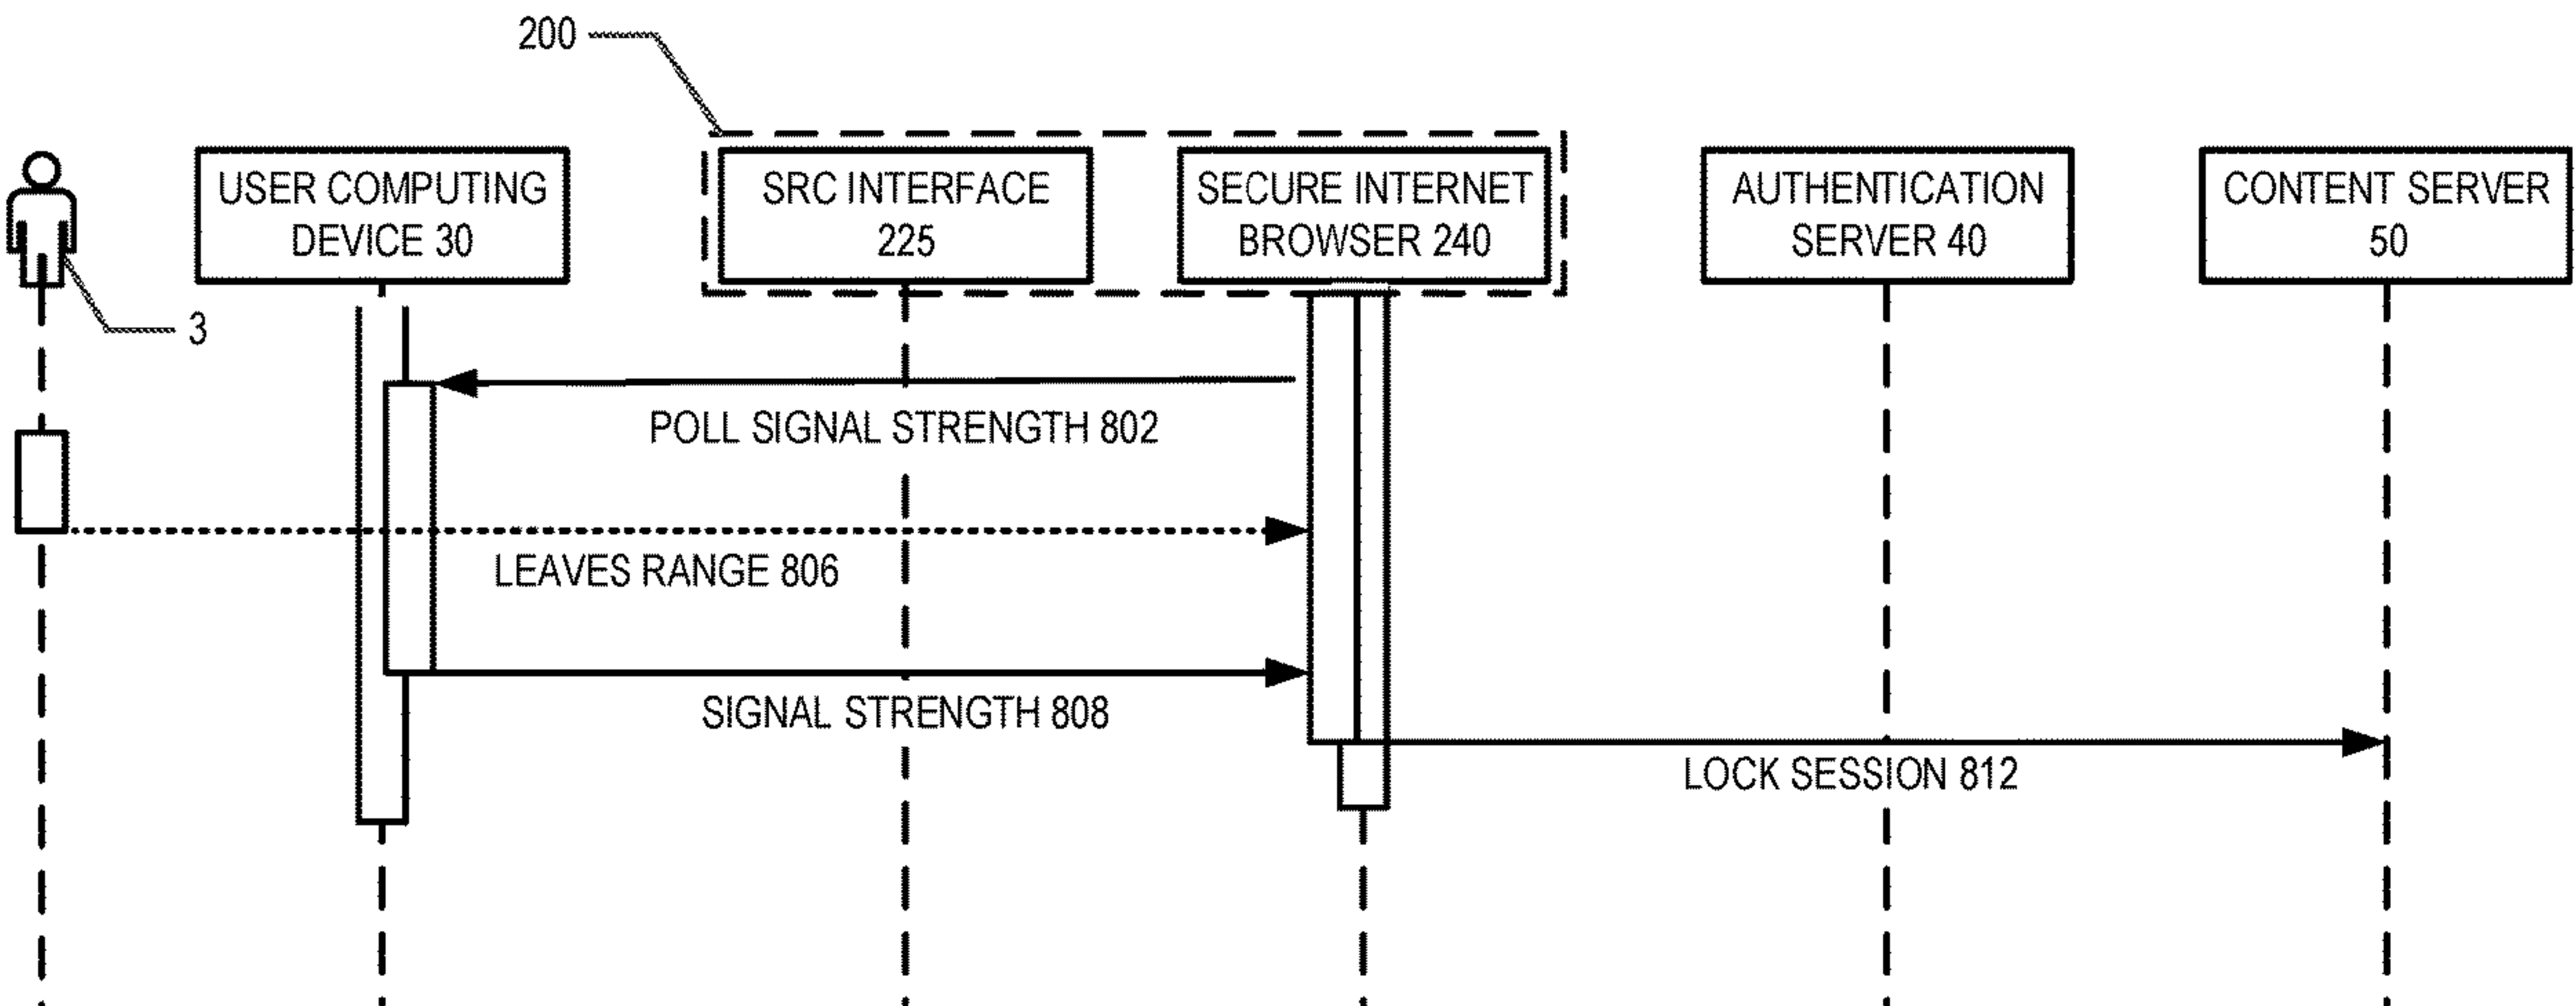 200
USER COMPUTING
DEVICE 30
SRC INTERFACE
225
SECURE INTERNET
BROWSER 240
AUTHENTICATION
SERVER 40
CONTENT SERVER
50
3
POLL SIGNAL STRENGTH 802
LEAVES RANGE 806
SIGNAL STRENGTH 808
LOCK SESSION 812